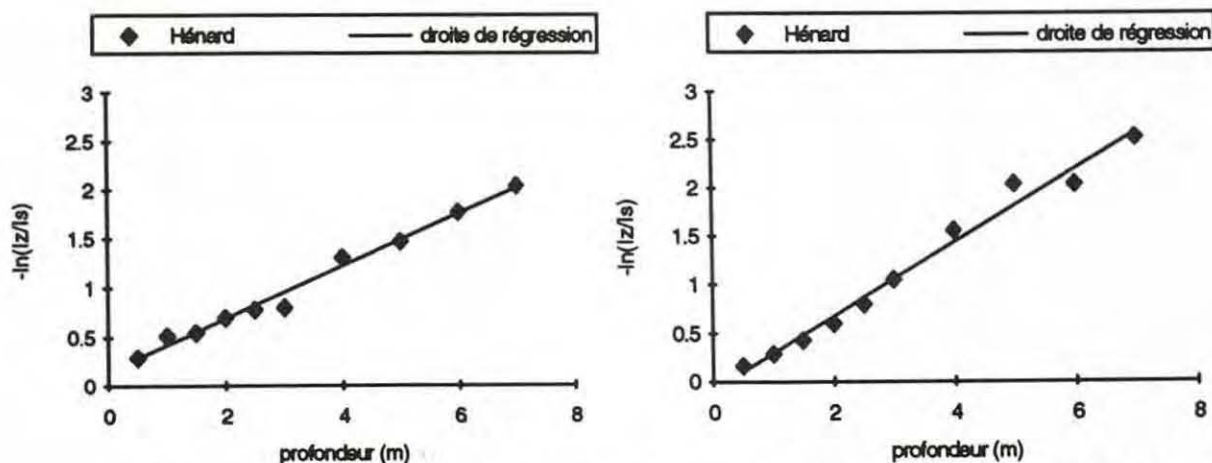 Hénard droite de régression
3
2.5
2
1.5
1
0.5
0
-ln(Iz/Is)
0 2 4 6 8
profondeur (m)
Hénard droite de régression
3
2.5
2
1.5
1
0.5
0
-ln(Iz/Is)
0 2 4 6 8
profondeur (m)